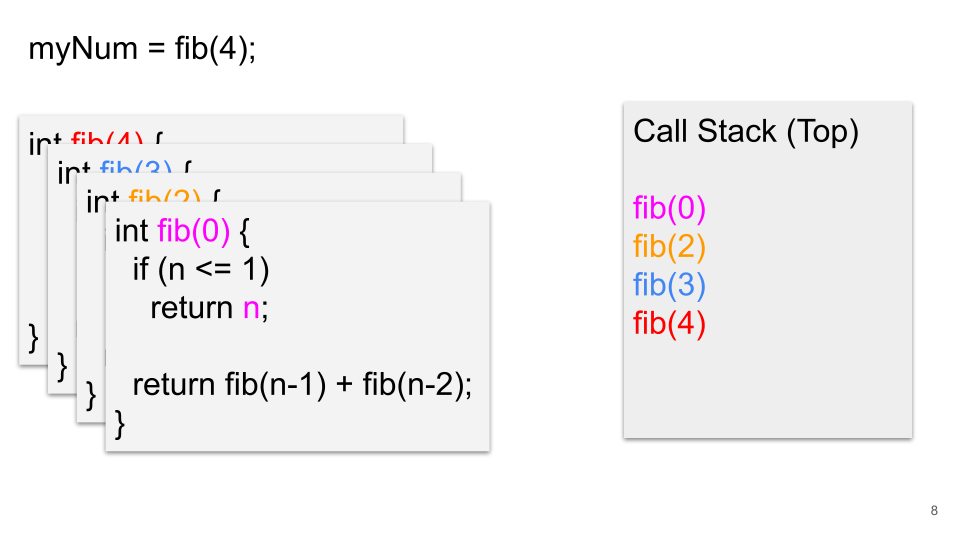 myNum = fib(4);
int fib(4) {
int fib(3) {
int fib(2) {
int fib(0) {
if (n <= 1)
return n;
return fib(n-1) + fib(n-2);
}
}
}
}
Call Stack (Top)
fib(0)
fib(2)
fib(3)
fib(4)
8